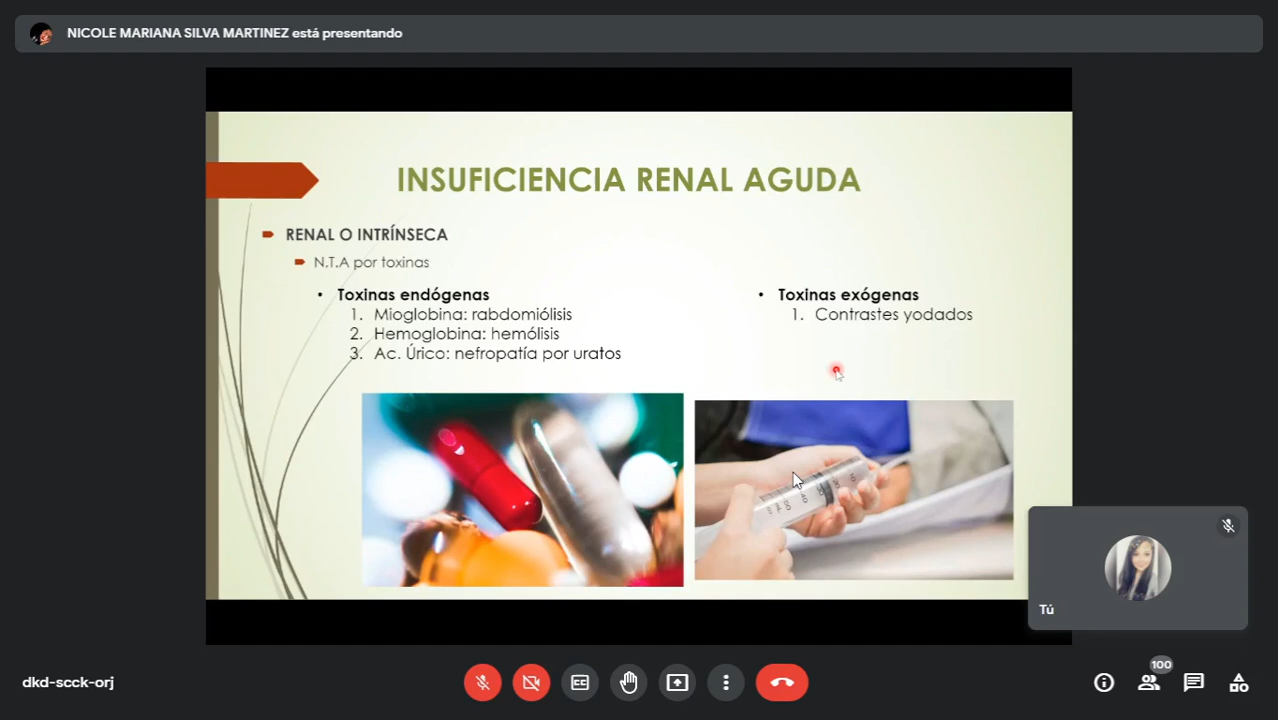 NICOLE MARIANA SILVA MARTINEZ está presentando
INSUFICIENCIA RENAL AGUDA
RENAL O INTRÍNSECA
N.T.A por toxinas
• Toxinas endógenas
1. Mioglobina: rabdomiólisis
2. Hemoglobina: hemólisis
3. Ac. Úrico: nefropatía por uratos
• Toxinas exógenas
1. Contrastes yodados
Tú
dkd-scck-orj
100